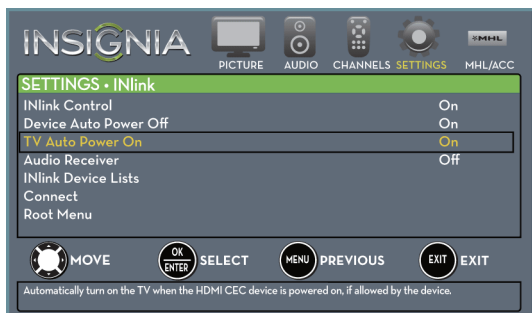 INSIGNIA
PICTURE AUDIO CHANNELS SETTINGS MHL MHL/ACC
SETTINGS • INlink
INlink Control On
Device Auto Power Off On
TV Auto Power On On
Audio Receiver Off
INlink Device Lists
Connect
Root Menu
MOVE OK ENTER SELECT MENU PREVIOUS EXIT EXIT
Automatically turn on the TV when the HDMI CEC device is powered on, if allowed by the device.